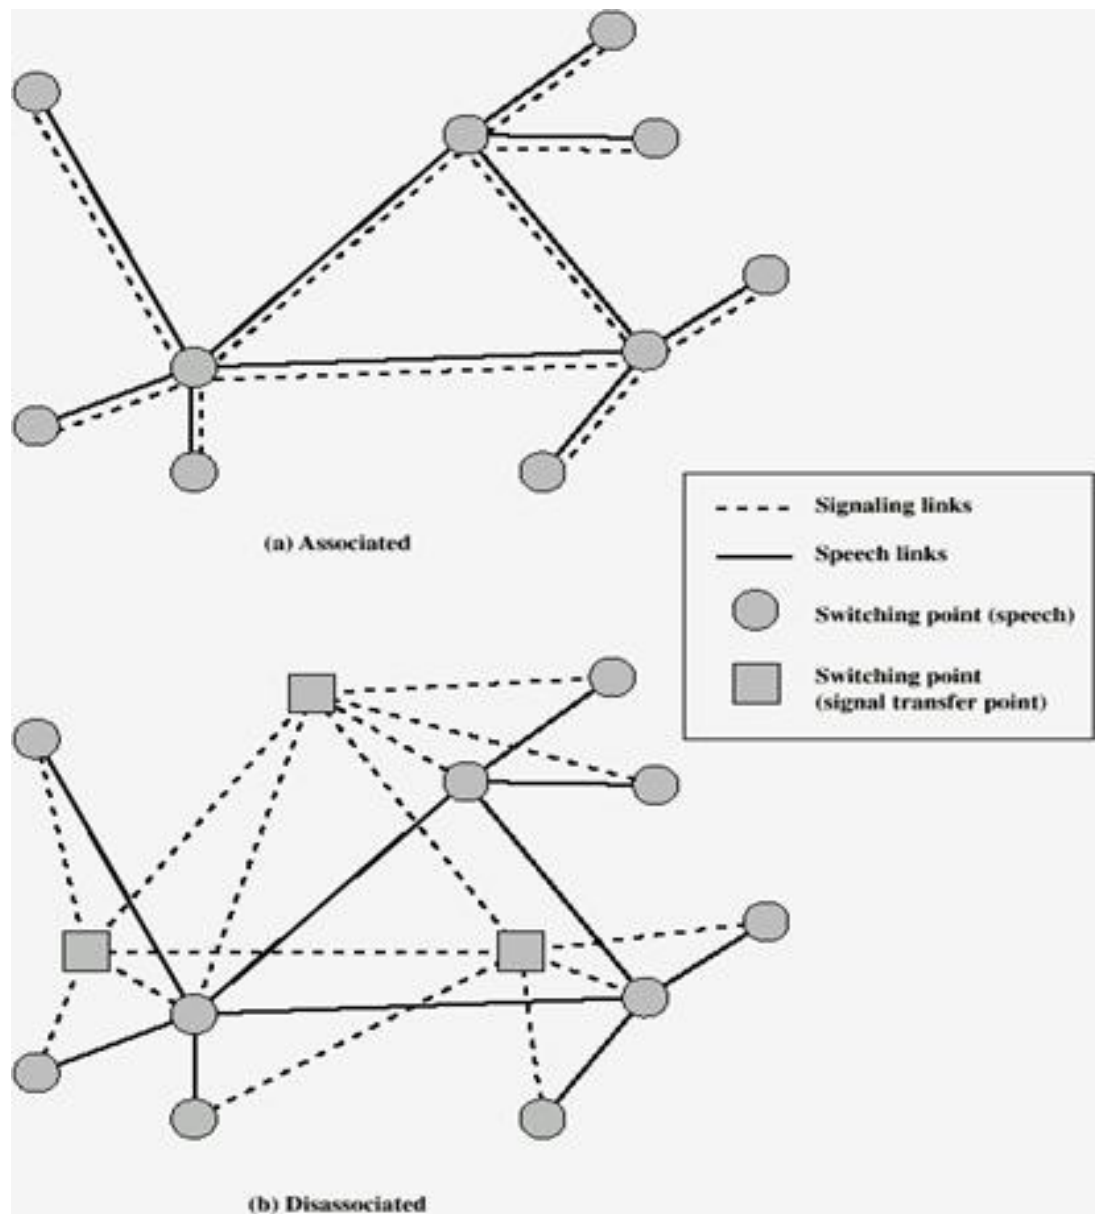 (a) Associated
Signaling links
Speech links
Switching point (speech)
Switching point
(signal transfer point)
(b) Disassociated